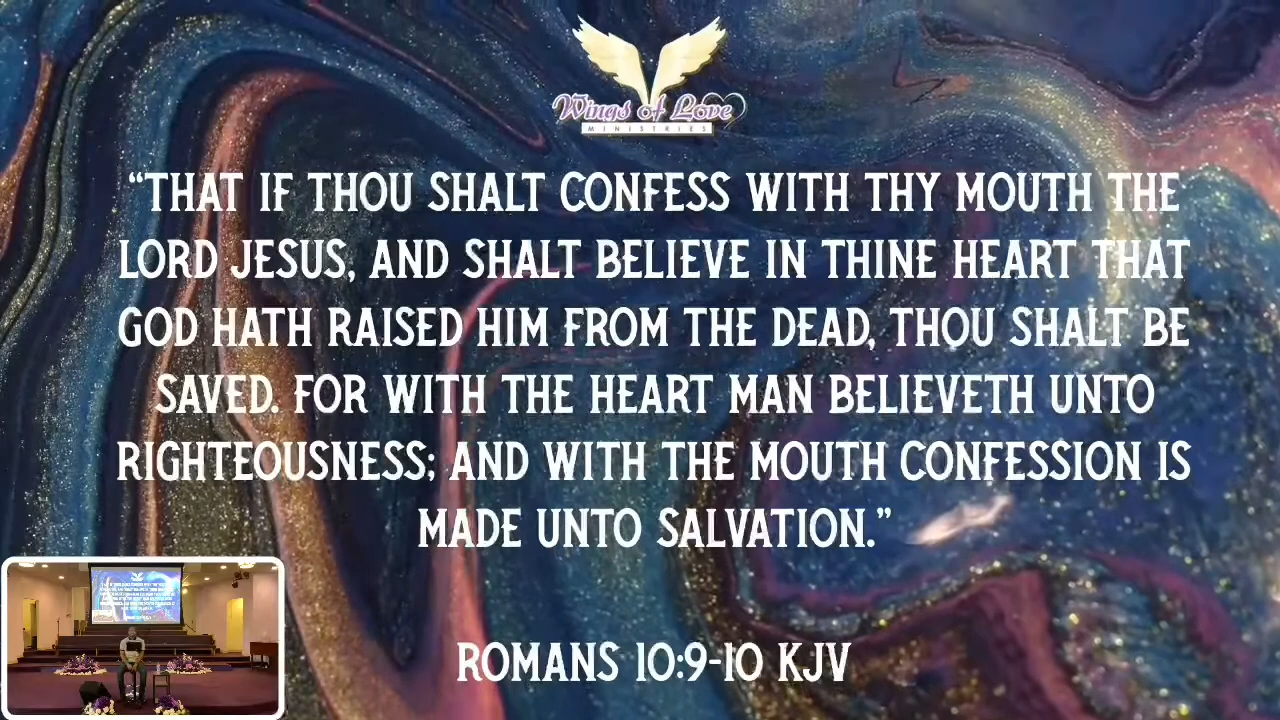 Wings of Love
MINISTRIES
“THAT IF THOU SHALT CONFESS WITH THY MOUTH THE
LORD JESUS, AND SHALT BELIEVE IN THINE HEART THAT
GOD HATH RAISED HIM FROM THE DEAD, THOU SHALT BE
SAVED. FOR WITH THE HEART MAN BELIEVETH UNTO
RIGHTEOUSNESS; AND WITH THE MOUTH CONFESSION IS
MADE UNTO SALVATION.”
ROMANS 10:9-10 KJV